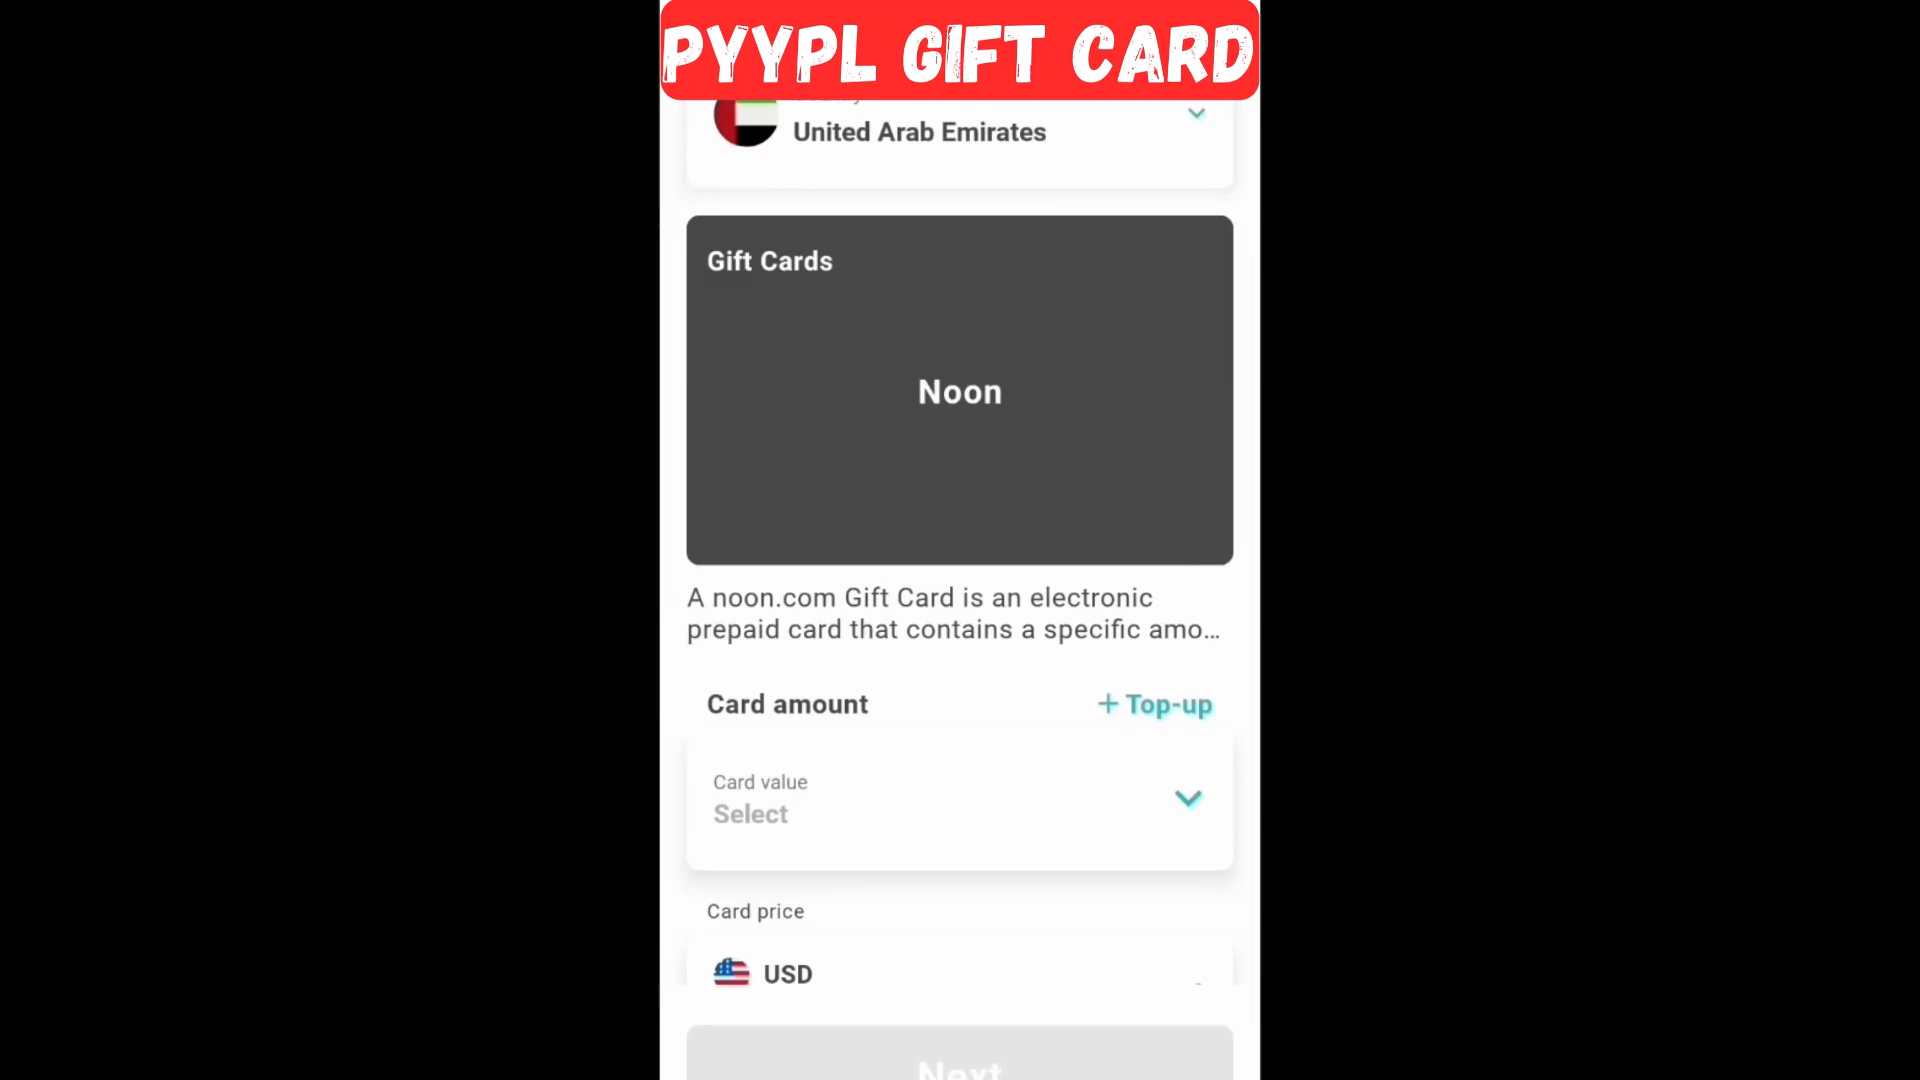 PYYPL GIFT CARD
United Arab Emirates
Gift Cards
Noon
A noon.com Gift Card is an electronic
prepaid card that contains a specific amo...
Card amount
+ Top-up
Card value
Select
Card price
USD
Next